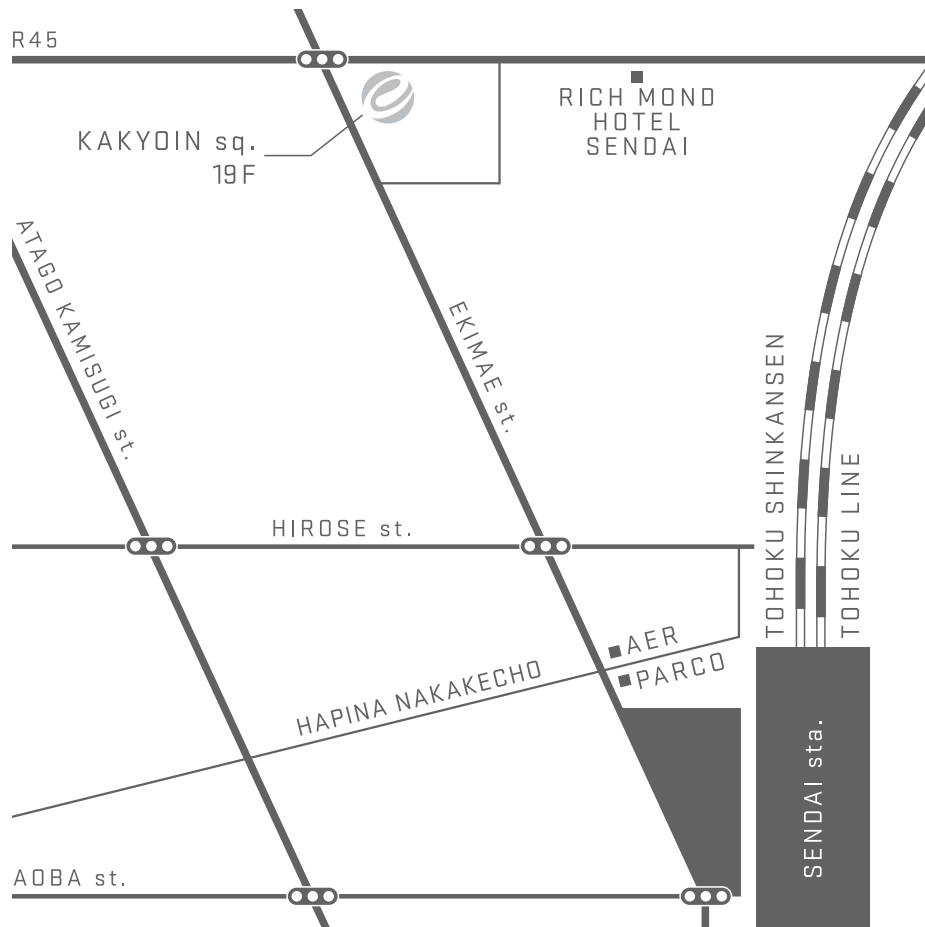 R45
RICH MOND
HOTEL
SENDAI
KAKYOIN sq.
19F
ATAGO KAMISUGI st.
EKIMAE st.
TOHOKU SHINKANSEN
TOHOKU LINE
HIROSE st.
AER
PARCO
HAPINA NAKAKECHO
SENDAI sta.
AOBA st.